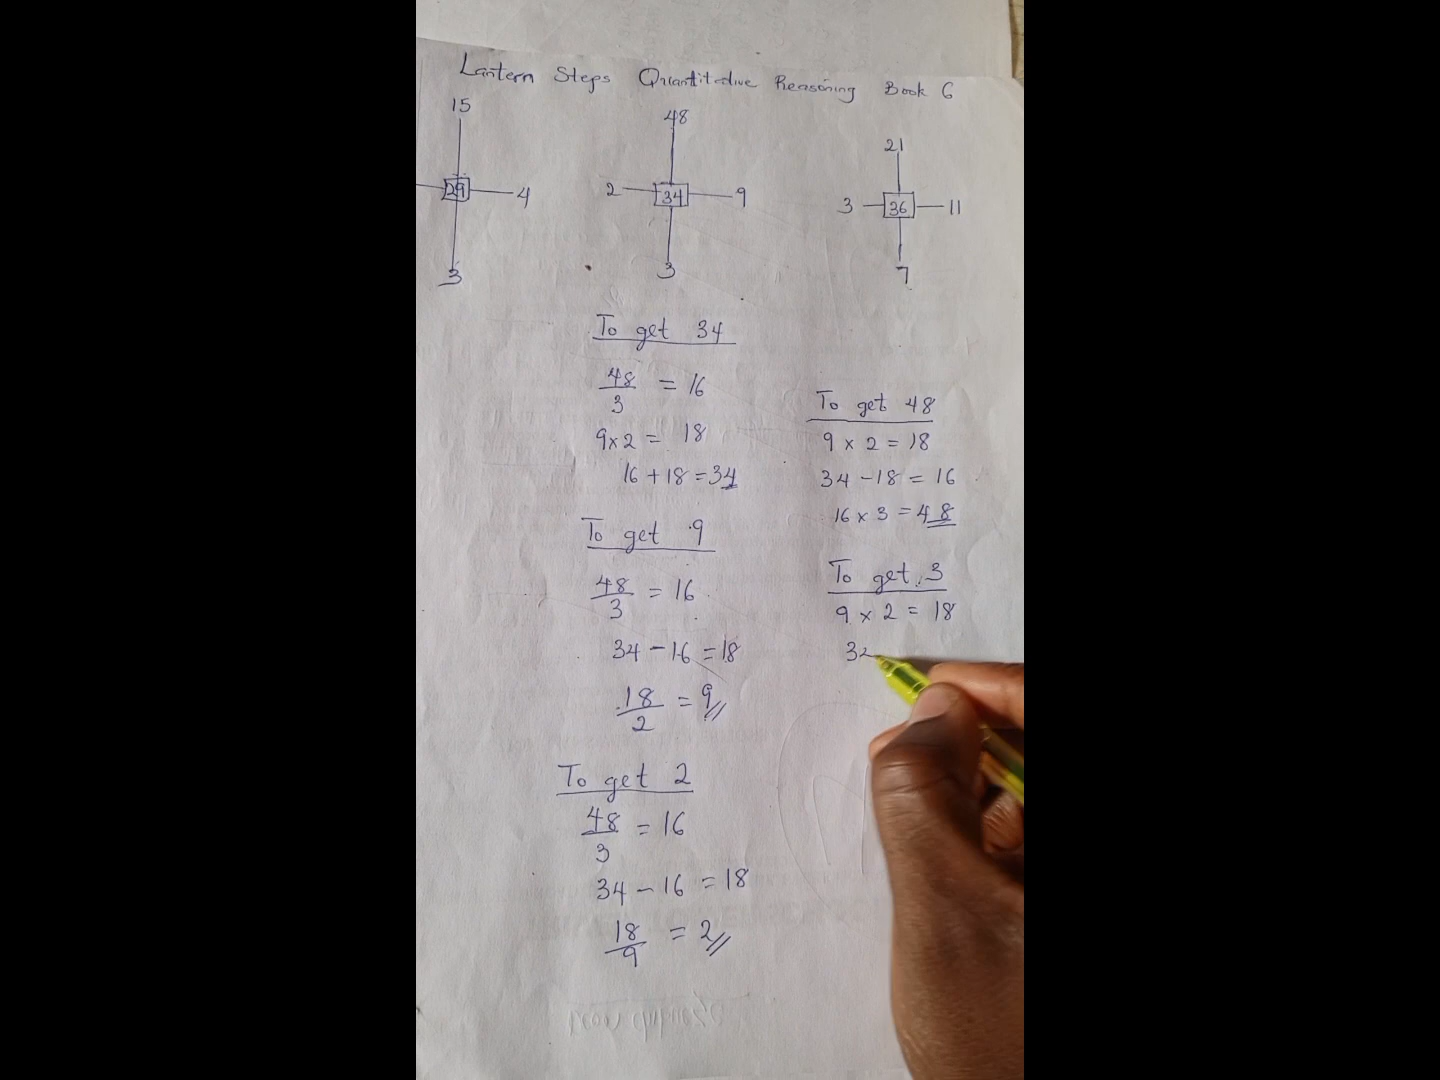 Lantern Steps Quantitative Reasoning Book 6
15
29
4
3
48
2
34
9
3
21
3
36
11
7
To get 34
48/3 = 16
9x2 = 18
16 + 18 = 34
To get 9
48/3 = 16
34 - 16 = 18
18/2 = 9
To get 2
48/3 = 16
34 - 16 = 18
18/9 = 2
To get 48
9 x 2 = 18
34 - 18 = 16
16 x 3 = 48
To get 3
9 x 2 = 18